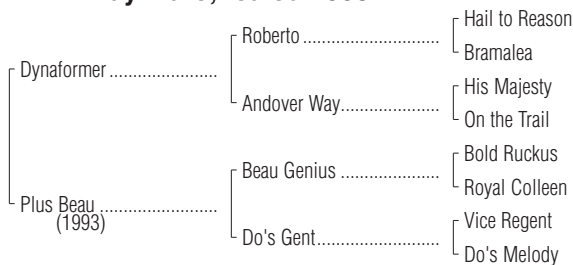 Roberto
Hail to Reason
Bramalea
Dynaformer
Andover Way
His Majesty
On the Trail
Plus Beau
(1993)
Beau Genius
Bold Ruckus
Royal Colleen
Do's Gent
Vice Regent
Do's Melody